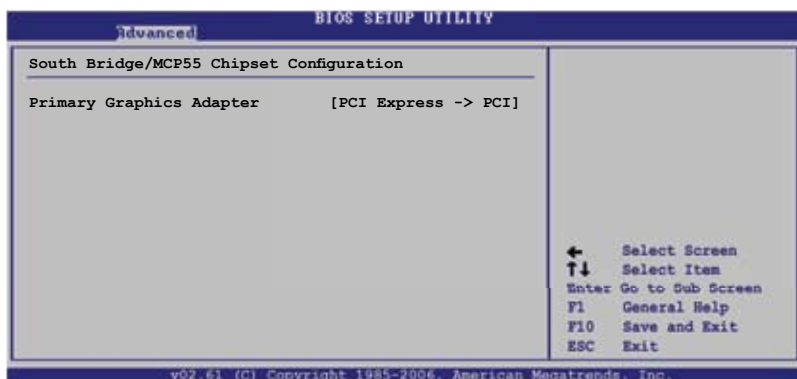 BIOS SETUP UTILITY
Advanced
South Bridge/MCP55 Chipset Configuration
Primary Graphics Adapter [PCI Express -> PCI]
← Select Screen
↑↓ Select Item
Enter Go to Sub Screen
F1 General Help
F10 Save and Exit
ESC Exit
v02.61 (C) Copyright 1985-2006, American Megatrends, Inc.